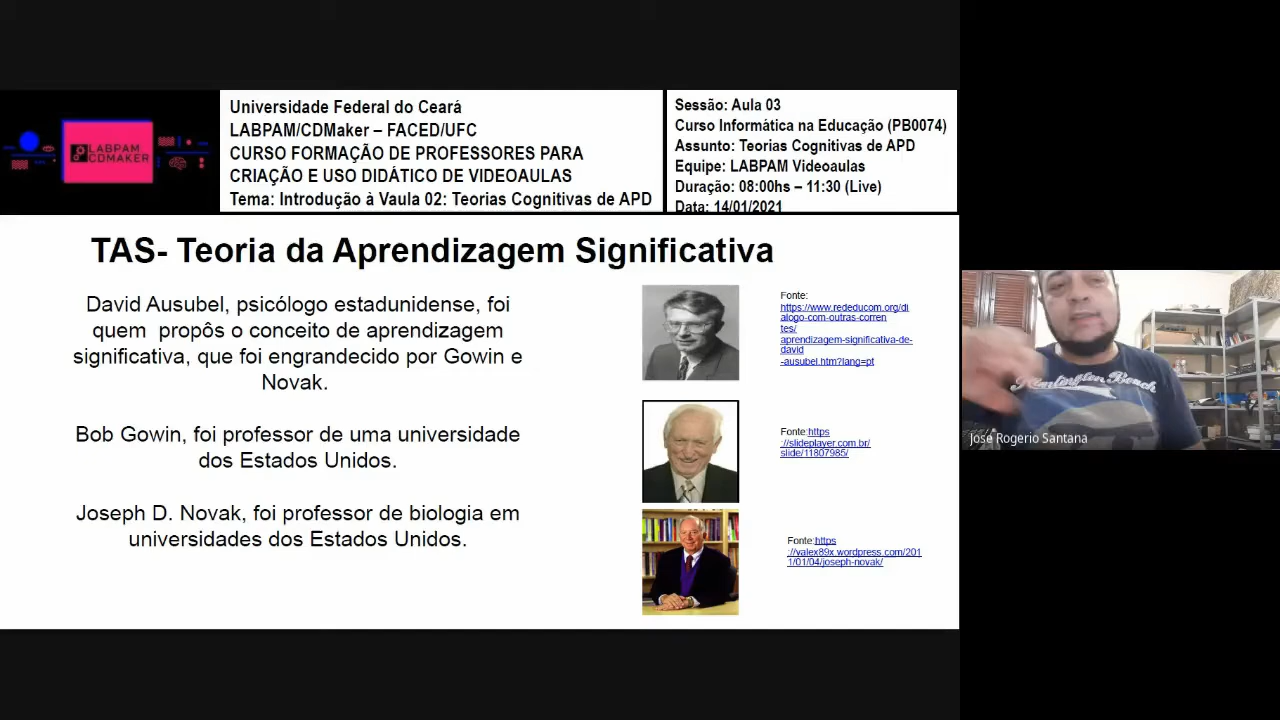 LABPAM
CDMAKER
Universidade Federal do Ceará
LABPAM/CDMaker – FACED/UFC
CURSO FORMAÇÃO DE PROFESSORES PARA
CRIAÇÃO E USO DIDÁTICO DE VIDEOAULAS
Tema: Introdução à Vaula 02: Teorias Cognitivas de APD
Sessão: Aula 03
Curso Informática na Educação (PB0074)
Assunto: Teorias Cognitivas de APD
Equipe: LABPAM Videoaulas
Duração: 08:00hs – 11:30 (Live)
Data: 14/01/2021
TAS- Teoria da Aprendizagem Significativa
David Ausubel, psicólogo estadunidense, foi
quem propôs o conceito de aprendizagem
significativa, que foi engrandecido por Gowin e
Novak.
Bob Gowin, foi professor de uma universidade
dos Estados Unidos.
Joseph D. Novak, foi professor de biologia em
universidades dos Estados Unidos.
Fonte:
https://www.rededucom.org/di
alogo-com-outras-corren
tes/
aprendizagem-significativa-de-
david
-ausubel.htm?lang=pt
Fonte:https
://slideplayer.com.br/
slide/11807985/
Fonte:https
://valex89x.wordpress.com/201
1/01/04/joseph-novak/
Huntington Beach
José Rogerio Santana